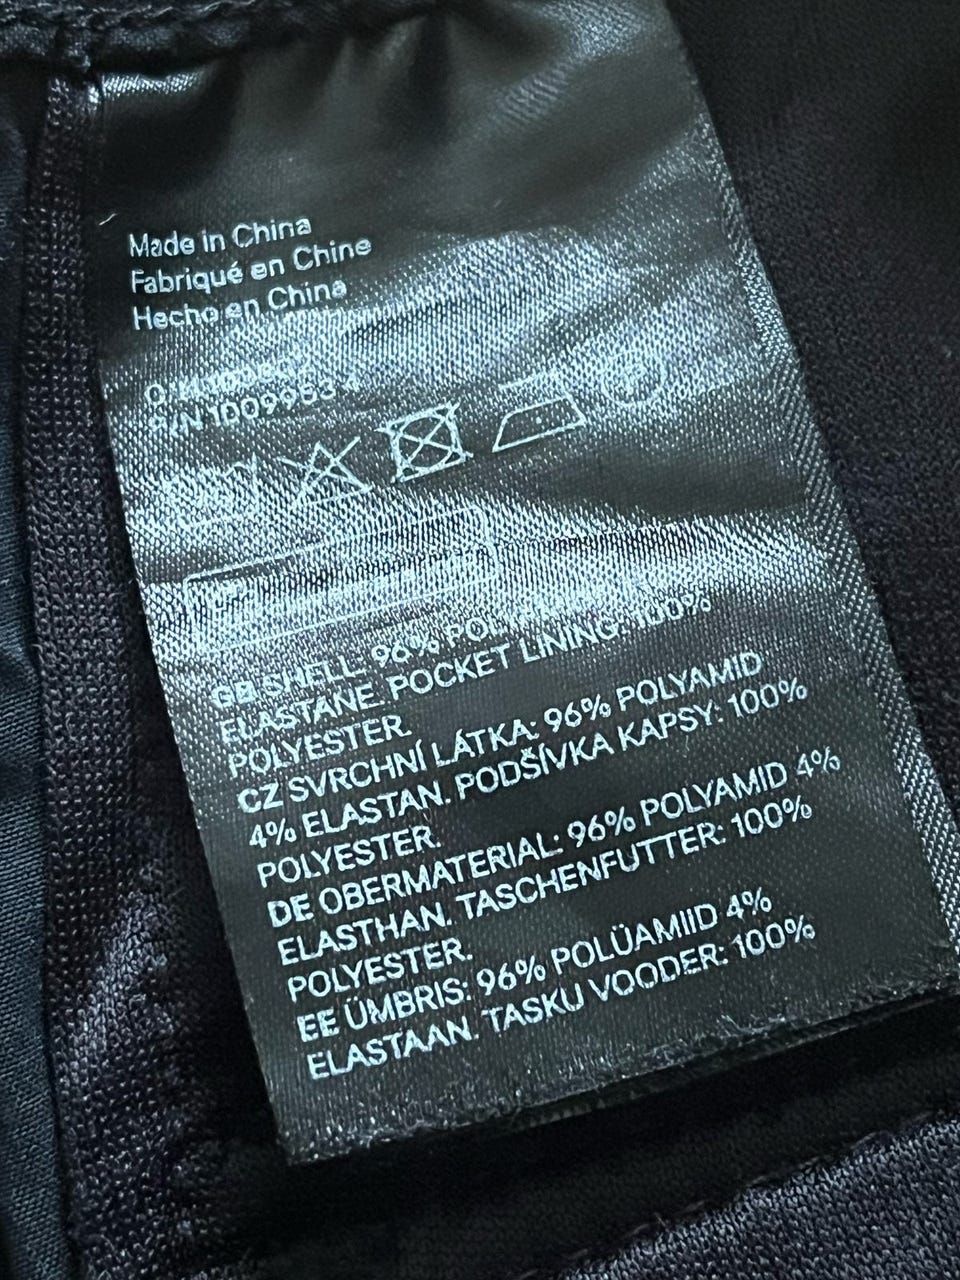 Made in China
Fabriqué en Chine
Hecho en China
P/N 1009953
GB SHELL: 96% 
ELASTANE. POCKET LINING: 100%
POLYESTER.
CZ SVRCHNÍ LÁTKA: 96% POLYAMID
4% ELASTAN. PODŠÍVKA KAPSY: 100%
POLYESTER.
DE OBERMATERIAL: 96% POLYAMID 4%
ELASTHAN. TASCHENFUTTER: 100%
POLYESTER.
EE ÜMBRIS: 96% POLÜAMIID 4%
ELASTAAN. TASKU VOODER: 100%